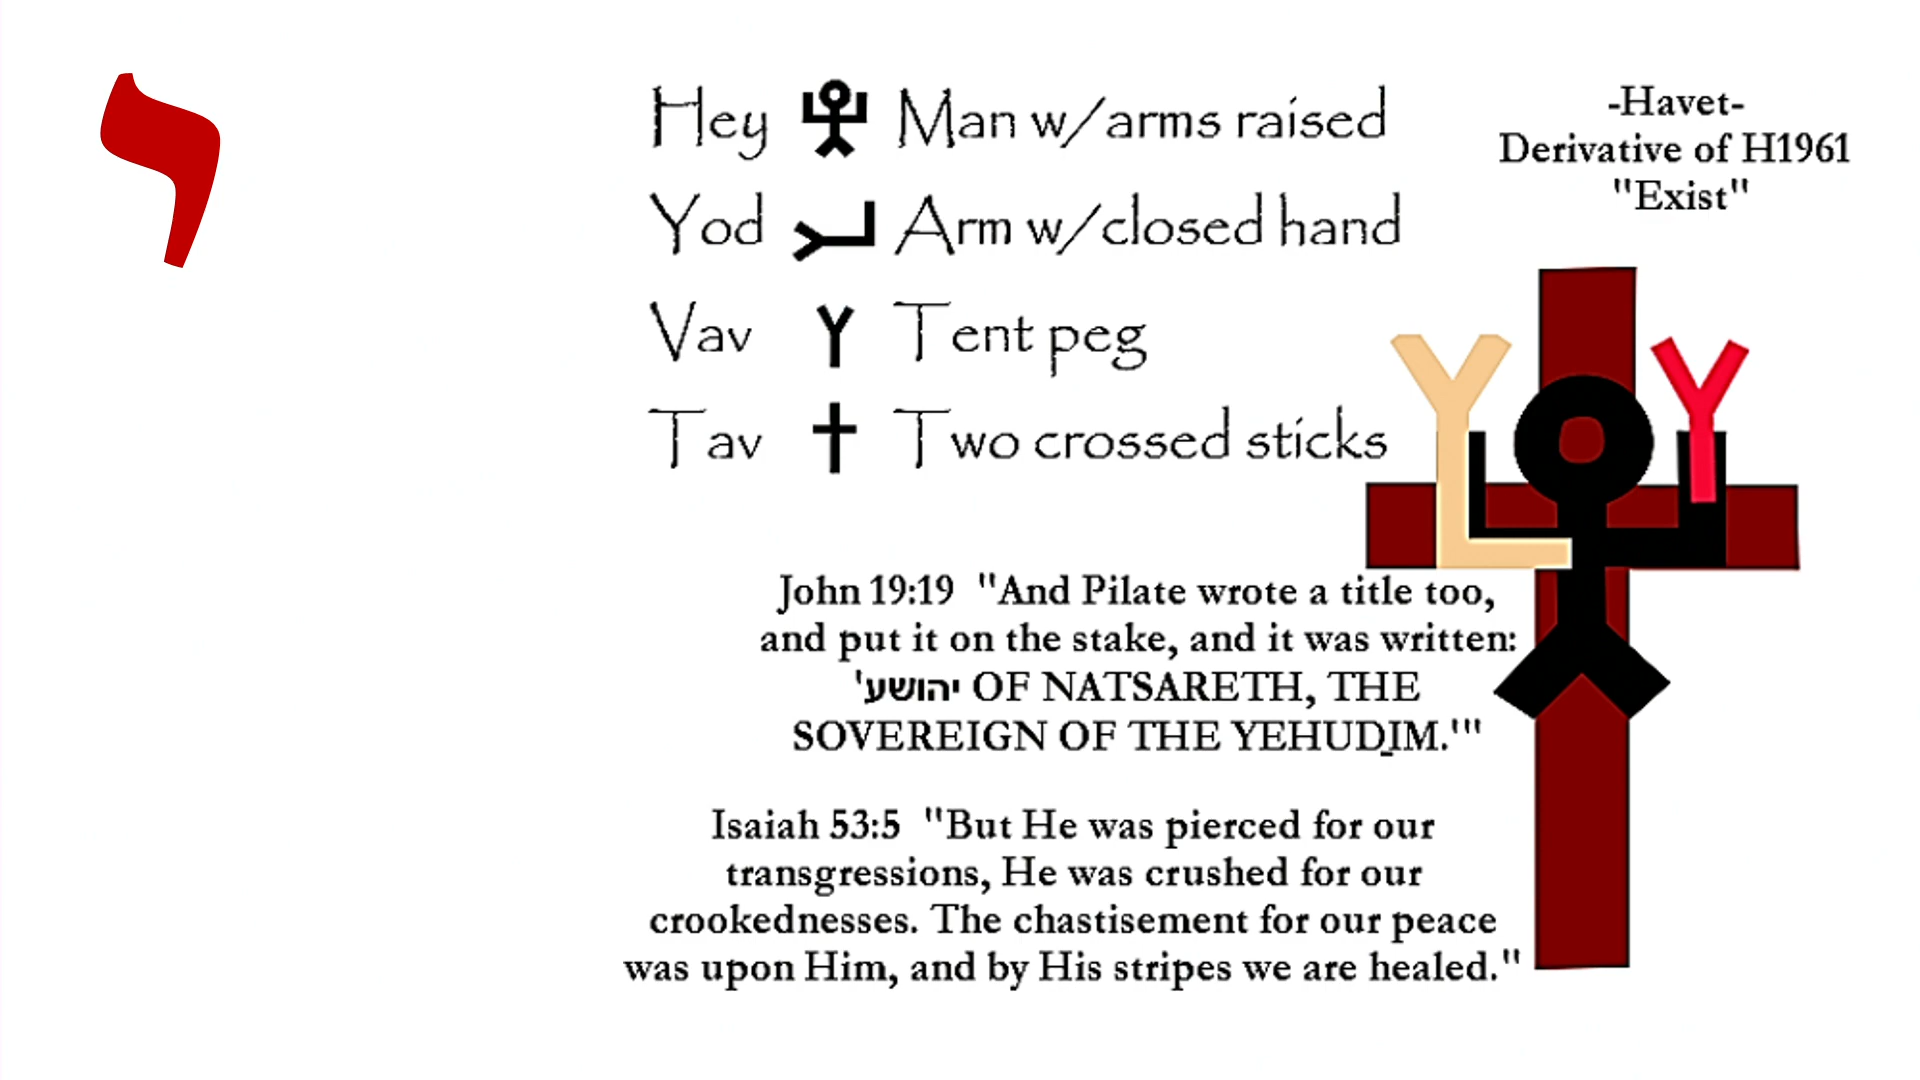 י
Hey Man w/arms raised
Yod Arm w/closed hand
Vav Tent peg
Tav Two crossed sticks
-Havet-
Derivative of H1961
"Exist"
John 19:19 "And Pilate wrote a title too,
and put it on the stake, and it was written:
'יהושע OF NATSARETH, THE
SOVEREIGN OF THE YEHUḎIM.'"
Isaiah 53:5 "But He was pierced for our
transgressions, He was crushed for our
crookednesses. The chastisement for our peace
was upon Him, and by His stripes we are healed."